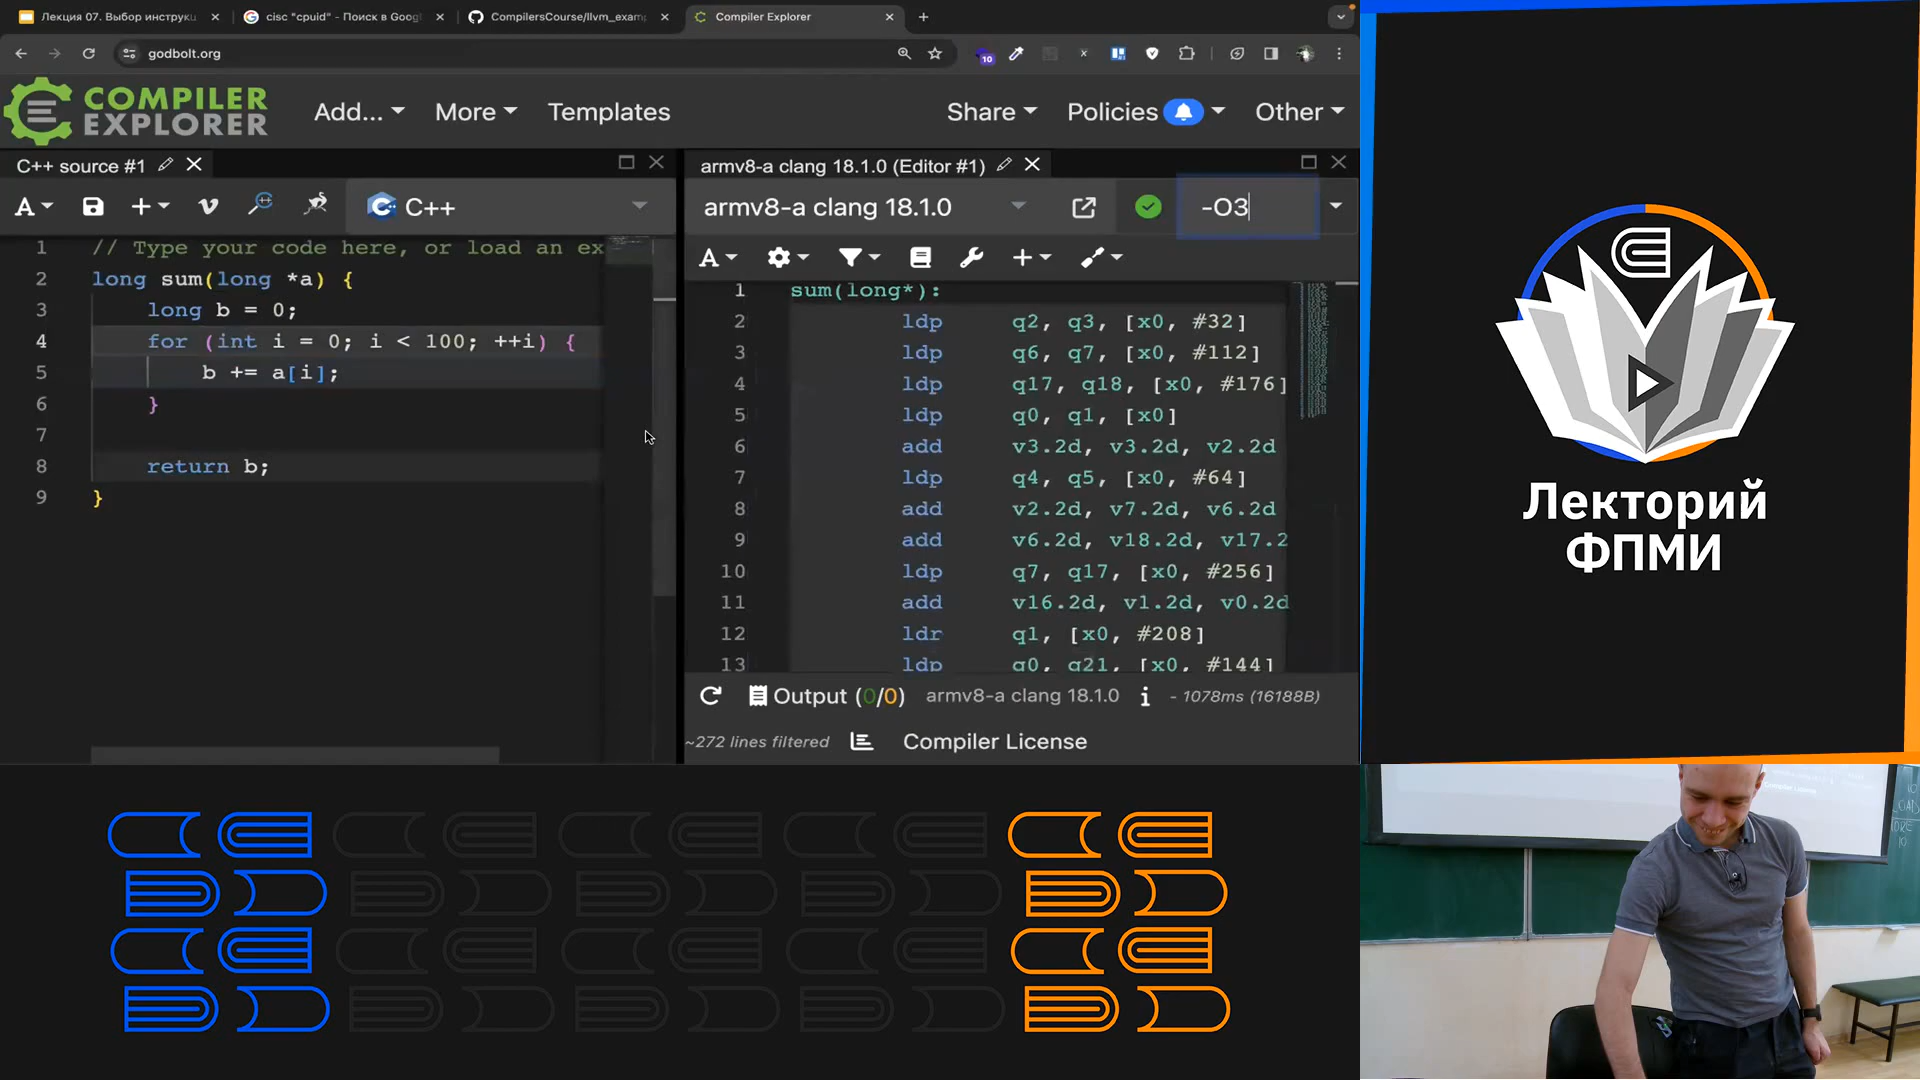 Лекция 07. Выбор инструкц
cisc "cpuid" - Поиск в Goog
CompilersCourse/llvm_examp
Compiler Explorer
godbolt.org
10
COMPILER
EXPLORER
Add...
More
Templates
Share
Policies
Other
C++ source #1
A
C++
1 // Type your code here, or load an ex
2 long sum(long *a) {
3 long b = 0;
4 for (int i = 0; i < 100; ++i) {
5 b += a[i];
6 }
7
8 return b;
9 }
armv8-a clang 18.1.0 (Editor #1)
armv8-a clang 18.1.0
-O3
A
1 sum(long*):
2 ldp q2, q3, [x0, #32]
3 ldp q6, q7, [x0, #112]
4 ldp q17, q18, [x0, #176]
5 ldp q0, q1, [x0]
6 add v3.2d, v3.2d, v2.2d
7 ldp q4, q5, [x0, #64]
8 add v2.2d, v7.2d, v6.2d
9 add v6.2d, v18.2d, v17.2
10 ldp q7, q17, [x0, #256]
11 add v16.2d, v1.2d, v0.2d
12 ldr q1, [x0, #208]
13 ldp q0, q21, [x0, #144]
Output (0/0) armv8-a clang 18.1.0 i - 1078ms (16188B)
~272 lines filtered
Compiler License
Лекторий
ФПМИ